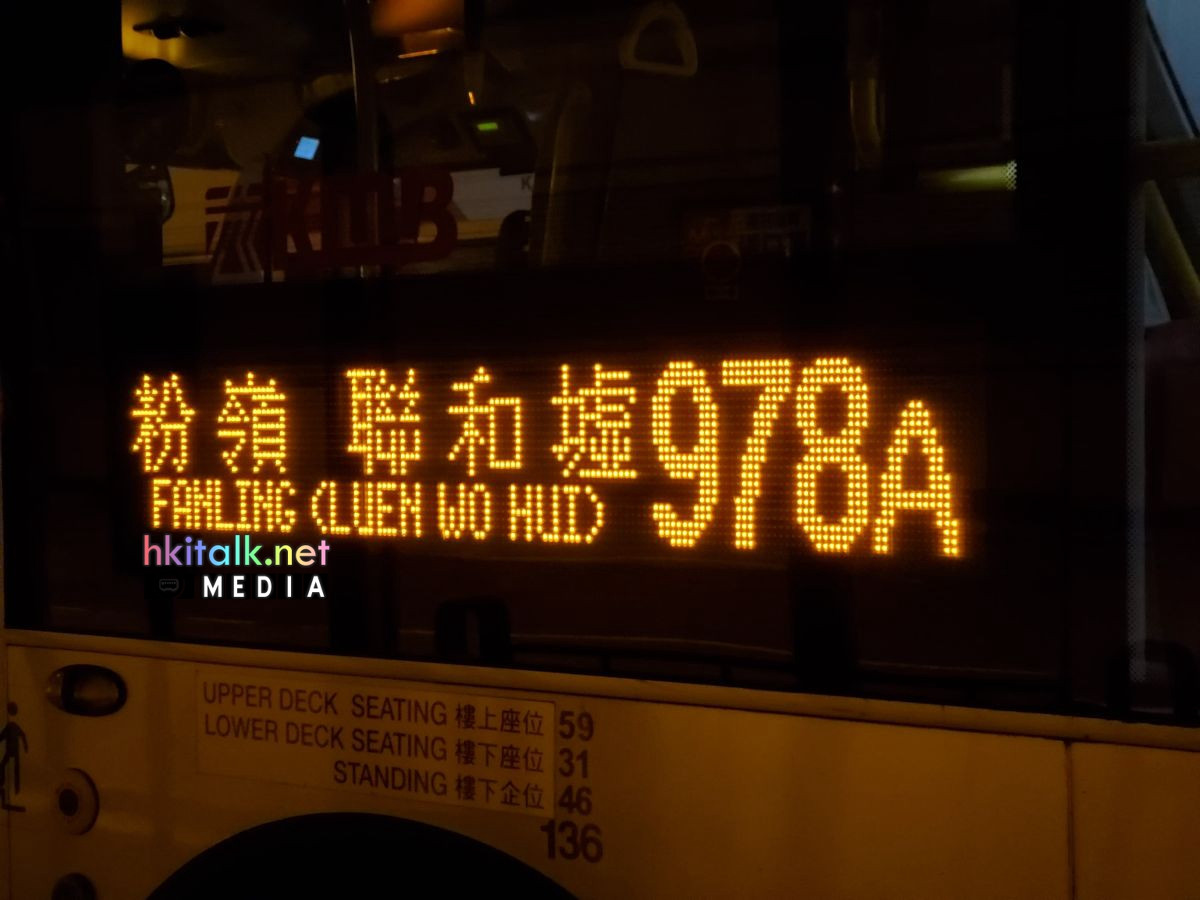 KMB
粉嶺 聯和墟 978A
FANLING (LUEN WO HUI)
hkitalk.net
MEDIA
UPPER DECK SEATING 樓上座位 59
LOWER DECK SEATING 樓下座位 31
STANDING 樓下企位 46
136